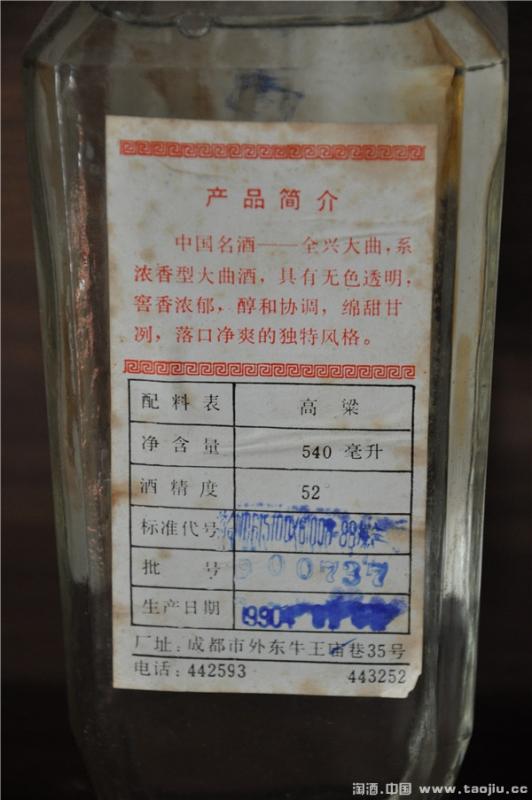 产品简介
中国名酒——全兴大曲，系
浓香型大曲酒，具有无色透明，
窖香浓郁，醇和协调，绵甜甘
冽，落口净爽的独特风格。
配料表 高粱
净含量 540 毫升
酒精度 52
标准代号
批号 900737
生产日期 1990
厂址：成都市外东牛王庙巷35号
电话：442593 443252
淘酒.中国 www.taojiu.cc